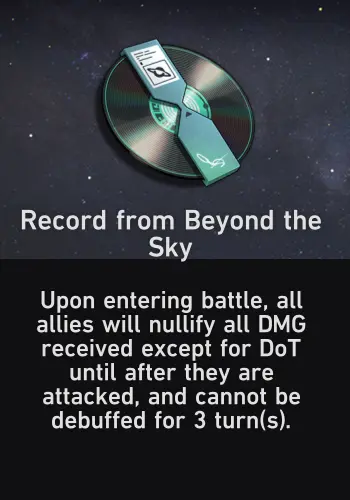 Record from Beyond the
Sky
Upon entering battle, all
allies will nullify all DMG
received except for DoT
until after they are
attacked, and cannot be
debuffed for 3 turn(s).